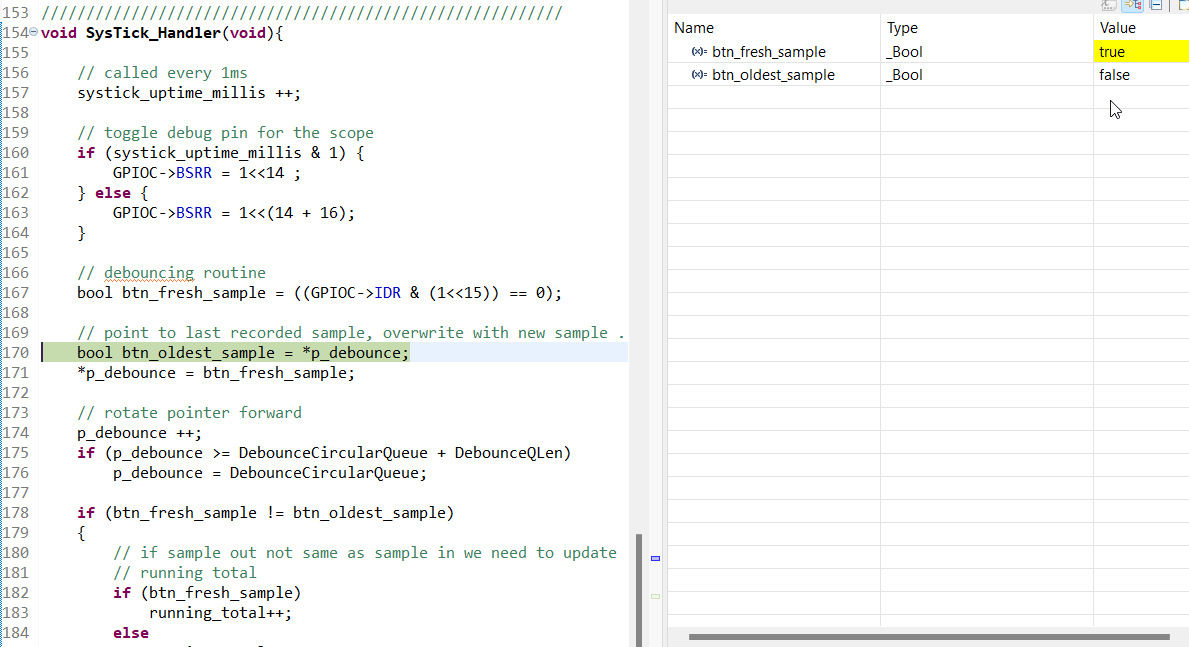 153 ////////////////////////////////////////////////////////////
154 void SysTick_Handler(void){
155
156 // called every 1ms
157 systick_uptime_millis ++;
158
159 // toggle debug pin for the scope
160 if (systick_uptime_millis & 1) {
161 GPIOC->BSRR = 1<<14 ;
162 } else {
163 GPIOC->BSRR = 1<<(14 + 16);
164 }
165
166 // debouncing routine
167 bool btn_fresh_sample = ((GPIOC->IDR & (1<<15)) == 0);
168
169 // point to last recorded sample, overwrite with new sample .
170 bool btn_oldest_sample = *p_debounce;
171 *p_debounce = btn_fresh_sample;
172
173 // rotate pointer forward
174 p_debounce ++;
175 if (p_debounce >= DebounceCircularQueue + DebounceQLen)
176 p_debounce = DebounceCircularQueue;
177
178 if (btn_fresh_sample != btn_oldest_sample)
179 {
180 // if sample out not same as sample in we need to update
181 // running total
182 if (btn_fresh_sample)
183 running_total++;
184 else
Name Type Value
(x)= btn_fresh_sample _Bool true
(x)= btn_oldest_sample _Bool false